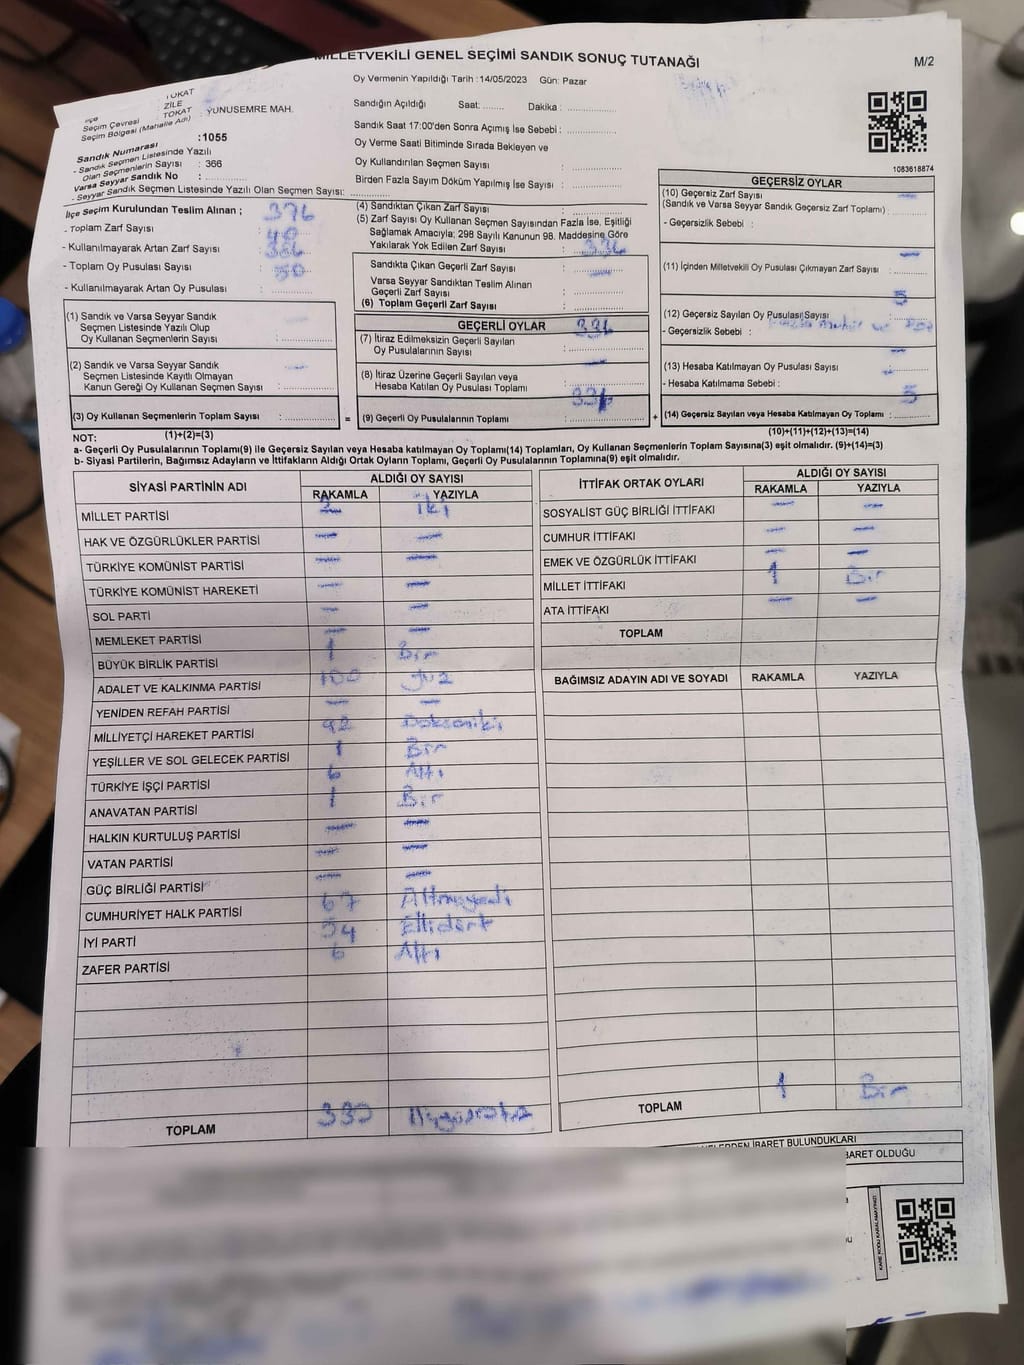 MİLLETVEKİLİ GENEL SEÇİMİ SANDIK SONUÇ TUTANAĞI
M/2
Oy Vermenin Yapıldığı Tarih :14/05/2023 Gün: Pazar
TOKAT
İlçe ZİLE
Seçim Çevresi TOKAT
Seçim Bölgesi (Mahalle Adı) : YUNUSEMRE MAH.
Sandık Numarası :1055
- Sandık Seçmen Listesinde Yazılı
Olan Seçmenlerin Sayısı : 366
Varsa Seyyar Sandık No :
- Seyyar Sandık Seçmen Listesinde Yazılı Olan Seçmen Sayısı:
Sandığın Açıldığı Saat: Dakika :
Sandık Saat 17:00'den Sonra Açımış İse Sebebi :
Oy Verme Saati Bitiminde Sırada Bekleyen ve
Oy Kullandırılan Seçmen Sayısı :
Birden Fazla Sayım Döküm Yapılmış İse Sayısı :
1083618874
İlçe Seçim Kurulundan Teslim Alınan ; 376
- Toplam Zarf Sayısı : 40
- Kullanılmayarak Artan Zarf Sayısı :
- Toplam Oy Pusulası Sayısı : 50
- Kullanılmayarak Artan Oy Pusulası :
(4) Sandıktan Çıkan Zarf Sayısı :
(5) Zarf Sayısı Oy Kullanan Seçmen Sayısından Fazla İse, Eşitliği
Sağlamak Amacıyla; 298 Sayılı Kanunun 98. Maddesine Göre
Yakılarak Yok Edilen Zarf Sayısı : 336
Sandıkta Çıkan Geçerli Zarf Sayısı :
Varsa Seyyar Sandıktan Teslim Alınan —
Geçerli Zarf Sayısı :
(6) Toplam Geçerli Zarf Sayısı :
GEÇERSİZ OYLAR
(10) Geçersiz Zarf Sayısı —
(Sandık ve Varsa Seyyar Sandık Geçersiz Zarf Toplamı) :
- Geçersizlik Sebebi :
—
(11) İçinden Milletvekili Oy Pusulası Çıkmayan Zarf Sayısı :
5
(12) Geçersiz Sayılan Oy Pusulası Sayısı
- Geçersizlik Sebebi :
—
(13) Hesaba Katılmayan Oy Pusulası Sayısı :
- Hesaba Katılmama Sebebi : 5
(14) Geçersiz Sayılan veya Hesaba Katılmayan Oy Toplamı :
(10)+(11)+(12)+(13)=(14)
(1) Sandık ve Varsa Seyyar Sandık —
Seçmen Listesinde Yazılı Olup
Oy Kullanan Seçmenlerin Sayısı :
(2) Sandık ve Varsa Seyyar Sandık —
Seçmen Listesinde Kayıtlı Olmayan
Kanun Gereği Oy Kullanan Seçmen Sayısı :
(3) Oy Kullanan Seçmenlerin Toplam Sayısı : =
(1)+(2)=(3)
GEÇERLİ OYLAR 331
(7) İtiraz Edilmeksizin Geçerli Sayılan
Oy Pusulalarının Sayısı :
—
(8) İtiraz Üzerine Geçerli Sayılan veya
Hesaba Katılan Oy Pusulası Toplamı : 331
(9) Geçerli Oy Pusulalarının Toplamı : +
NOT:
a- Geçerli Oy Pusulalarının Toplamı(9) ile Geçersiz Sayılan veya Hesaba katılmayan Oy Toplamı(14) Toplamları, Oy Kullanan Seçmenlerin Toplam Sayısına(3) eşit olmalıdır. (9)+(14)=(3)
b- Siyasi Partilerin, Bağımsız Adayların ve İttifakların Aldığı Ortak Oyların Toplamı, Geçerli Oy Pusulalarının Toplamına(9) eşit olmalıdır.
SİYASİ PARTİNİN ADI ALDIĞI OY SAYISI
RAKAMLA YAZIYLA
MİLLET PARTİSİ 2 iki
HAK VE ÖZGÜRLÜKLER PARTİSİ — —
TÜRKİYE KOMÜNİST PARTİSİ — —
TÜRKİYE KOMÜNİST HAREKETİ — —
SOL PARTİ — —
MEMLEKET PARTİSİ — —
BÜYÜK BİRLİK PARTİSİ 1 Bir
ADALET VE KALKINMA PARTİSİ 100 Yüz
YENİDEN REFAH PARTİSİ — —
MİLLİYETÇİ HAREKET PARTİSİ 92 Doksaniki
YEŞİLLER VE SOL GELECEK PARTİSİ 1 Bir
TÜRKİYE İŞÇİ PARTİSİ 6 Altı
ANAVATAN PARTİSİ 1 Bir
HALKIN KURTULUŞ PARTİSİ — —
VATAN PARTİSİ — —
GÜÇ BİRLİĞİ PARTİSİ — —
CUMHURİYET HALK PARTİSİ 67 Altmışyedi
İYİ PARTİ 54 Ellidört
ZAFER PARTİSİ 6 Altı
TOPLAM 330 Üçyüzotuz
İTTİFAK ORTAK OYLARI ALDIĞI OY SAYISI
RAKAMLA YAZIYLA
SOSYALİST GÜÇ BİRLİĞİ İTTİFAKI — —
CUMHUR İTTİFAKI — —
EMEK VE ÖZGÜRLÜK İTTİFAKI — —
MİLLET İTTİFAKI 1 Bir
ATA İTTİFAKI — —
TOPLAM
BAĞIMSIZ ADAYIN ADI VE SOYADI RAKAMLA YAZIYLA
TOPLAM 1 Bir
İBARET BULUNDUKLARI
BARET OLDUĞU
KARE KODU KARALAMAYINIZ!